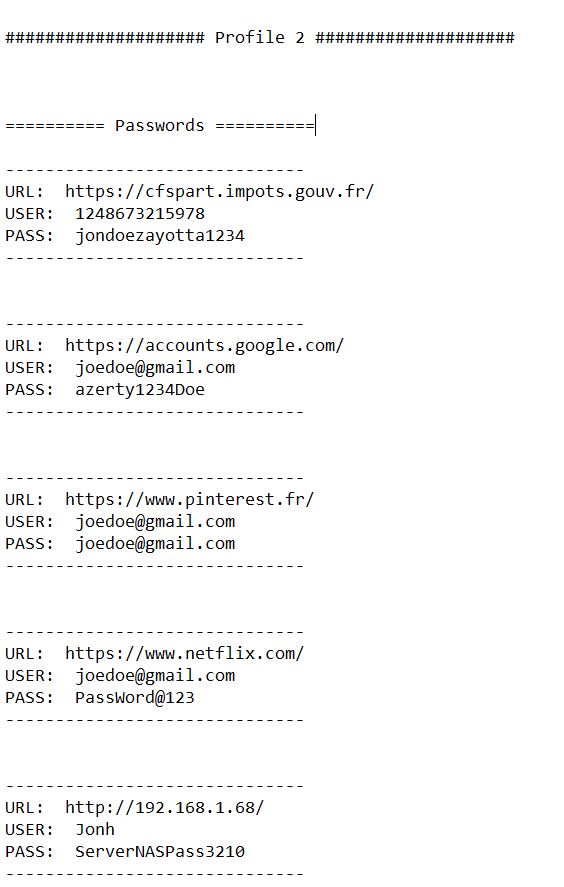 #################### Profile 2 ####################
========== Passwords ==========
------------------------------
URL:  https://cfspart.impots.gouv.fr/
USER:  1248673215978
PASS:  jondoezayotta1234
------------------------------
------------------------------
URL:  https://accounts.google.com/
USER:  joedoe@gmail.com
PASS:  azerty1234Doe
------------------------------
------------------------------
URL:  https://www.pinterest.fr/
USER:  joedoe@gmail.com
PASS:  joedoe@gmail.com
------------------------------
------------------------------
URL:  https://www.netflix.com/
USER:  joedoe@gmail.com
PASS:  PassWord@123
------------------------------
------------------------------
URL:  http://192.168.1.68/
USER:  Jonh
PASS:  ServerNASPass3210
------------------------------